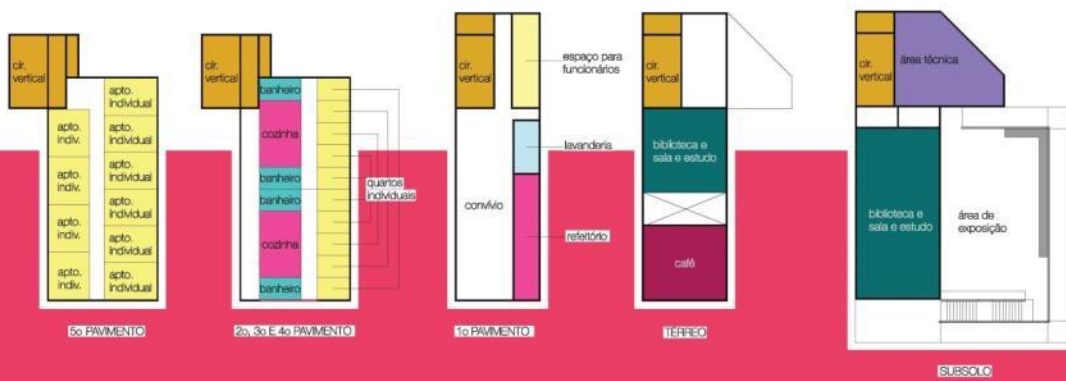 cir.
vertical
apto.
individual
apto.
individual
apto.
individual
apto.
individual
apto.
individual
apto.
individual
apto.
indiv.
apto.
indiv.
apto.
indiv.
apto.
indiv.
5o PAVIMENTO
cir.
vertical
banheiro
cozinha
banheiro
banheiro
cozinha
banheiro
quartos
individuais
2o, 3o E 4o PAVIMENTO
cir.
vertical
espaço para
funcionários
lavanderia
convívio
refeitório
1o PAVIMENTO
cir.
vertical
biblioteca e
sala e estudo
café
TÉRREO
cir.
vertical
área técnica
biblioteca e
sala e estudo
área de
exposição
SUBSOLO